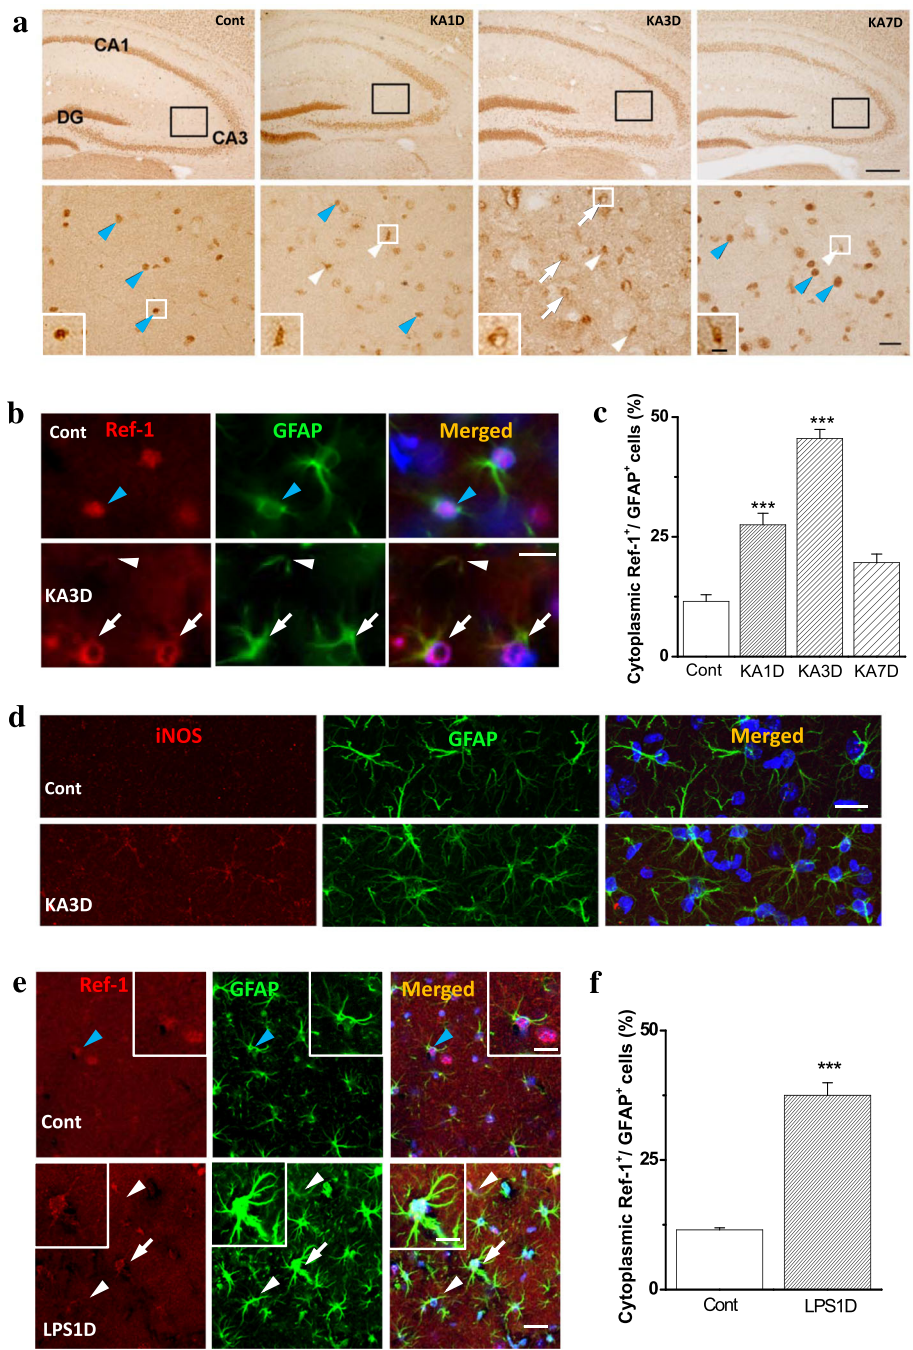 a
Cont
KA1D
KA3D
KA7D
CA1
DG
CA3
b
Cont
Ref-1
GFAP
Merged
KA3D
c
Cytoplasmic Ref-1+/ GFAP+ cells (%)
50
25
0
***
***
Cont
KA1D
KA3D
KA7D
d
iNOS
GFAP
Merged
Cont
KA3D
e
Ref-1
GFAP
Merged
Cont
LPS1D
f
Cytoplasmic Ref-1+/ GFAP+ cells (%)
50
25
0
***
Cont
LPS1D